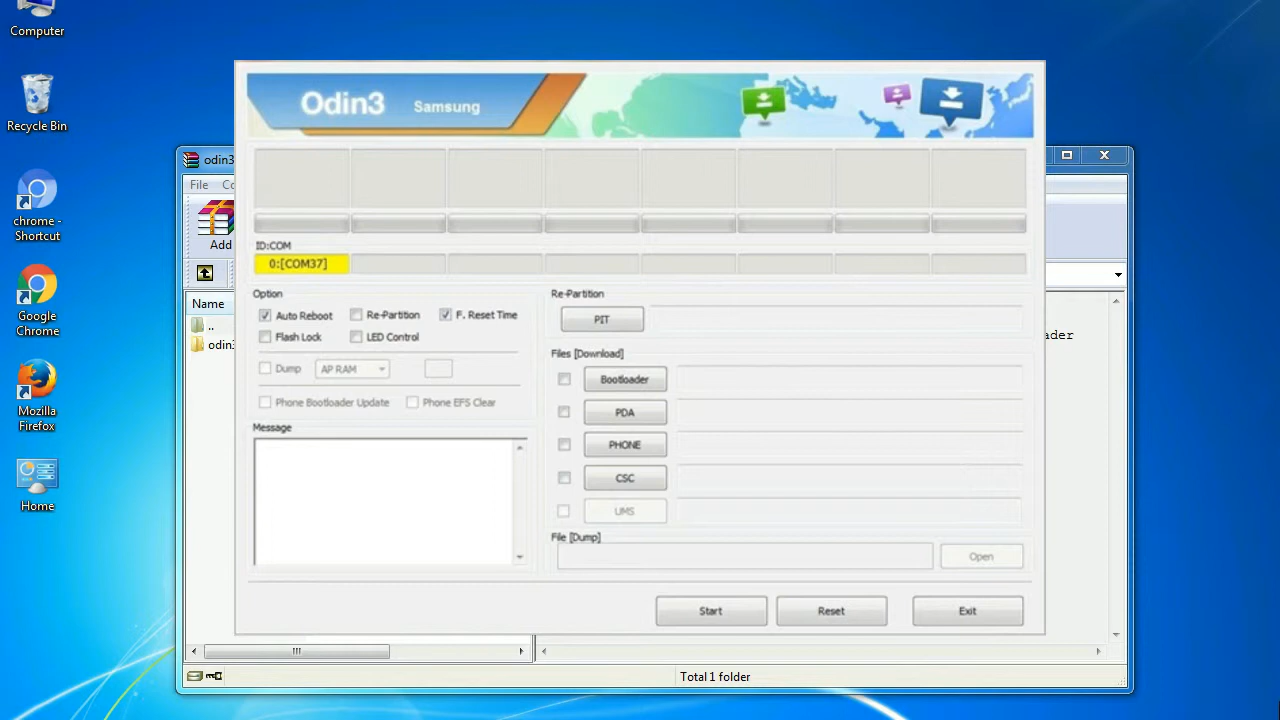 Computer
Recycle Bin
chrome -
Shortcut
Google
Chrome
Mozilla
Firefox
Home
odin3
File
Add
Name
..
odin3
Odin3 Samsung
ID:COM
0:[COM37]
Option
Auto Reboot Re-Partition F. Reset Time
Flash Lock LED Control
Dump AP RAM
Phone Bootloader Update Phone EFS Clear
Message
Re-Partition
PIT
Files [Download]
Bootloader
PDA
PHONE
CSC
UMS
File [Dump]
Open
Start Reset Exit
ader
Total 1 folder